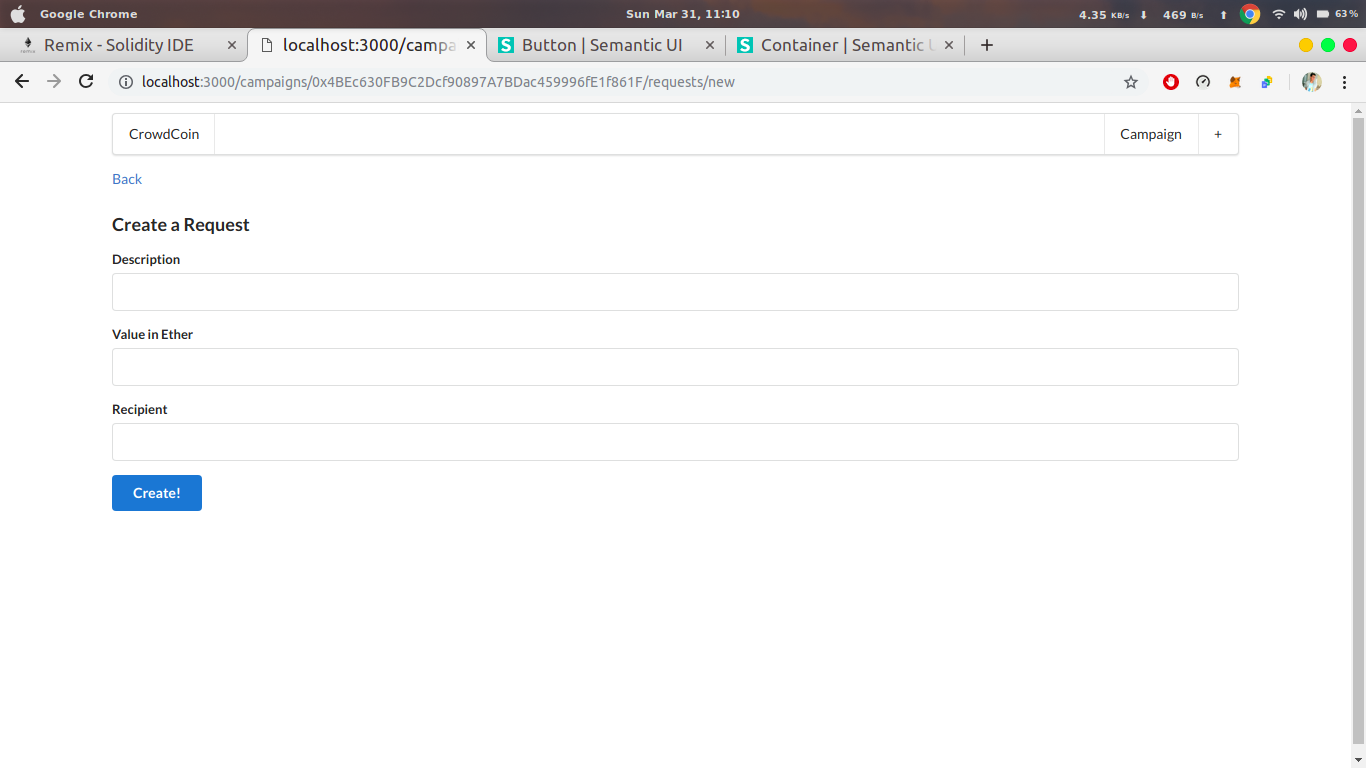 Google Chrome Sun Mar 31, 11:10 4.35 KB/s 469 B/s 63%
Remix - Solidity IDE localhost:3000/campa Button | Semantic UI Container | Semantic U
localhost:3000/campaigns/0x4BEc630FB9C2Dcf90897A7BDac459996fE1f861F/requests/new
CrowdCoin Campaign +
Back
Create a Request
Description
Value in Ether
Recipient
Create!